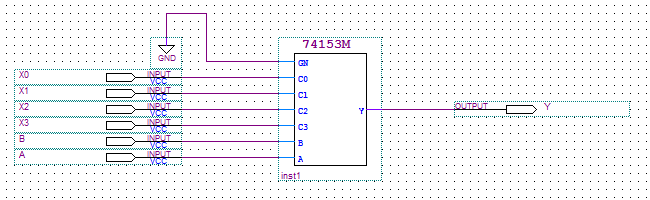 74153M
GND
GN
X0 INPUT VCC C0
X1 INPUT VCC C1
X2 INPUT VCC C2 Y OUTPUT Y
X3 INPUT VCC C3
B INPUT VCC B
A INPUT VCC A
inst1